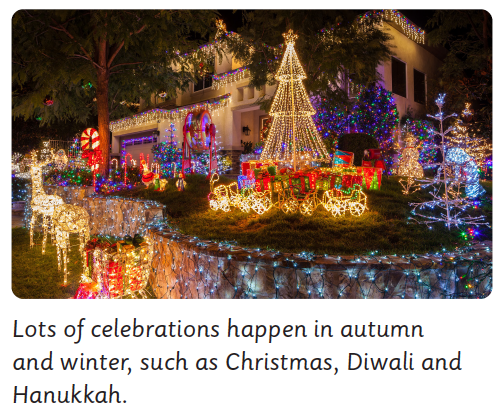 Lots of celebrations happen in autumn
and winter, such as Christmas, Diwali and
Hanukkah.